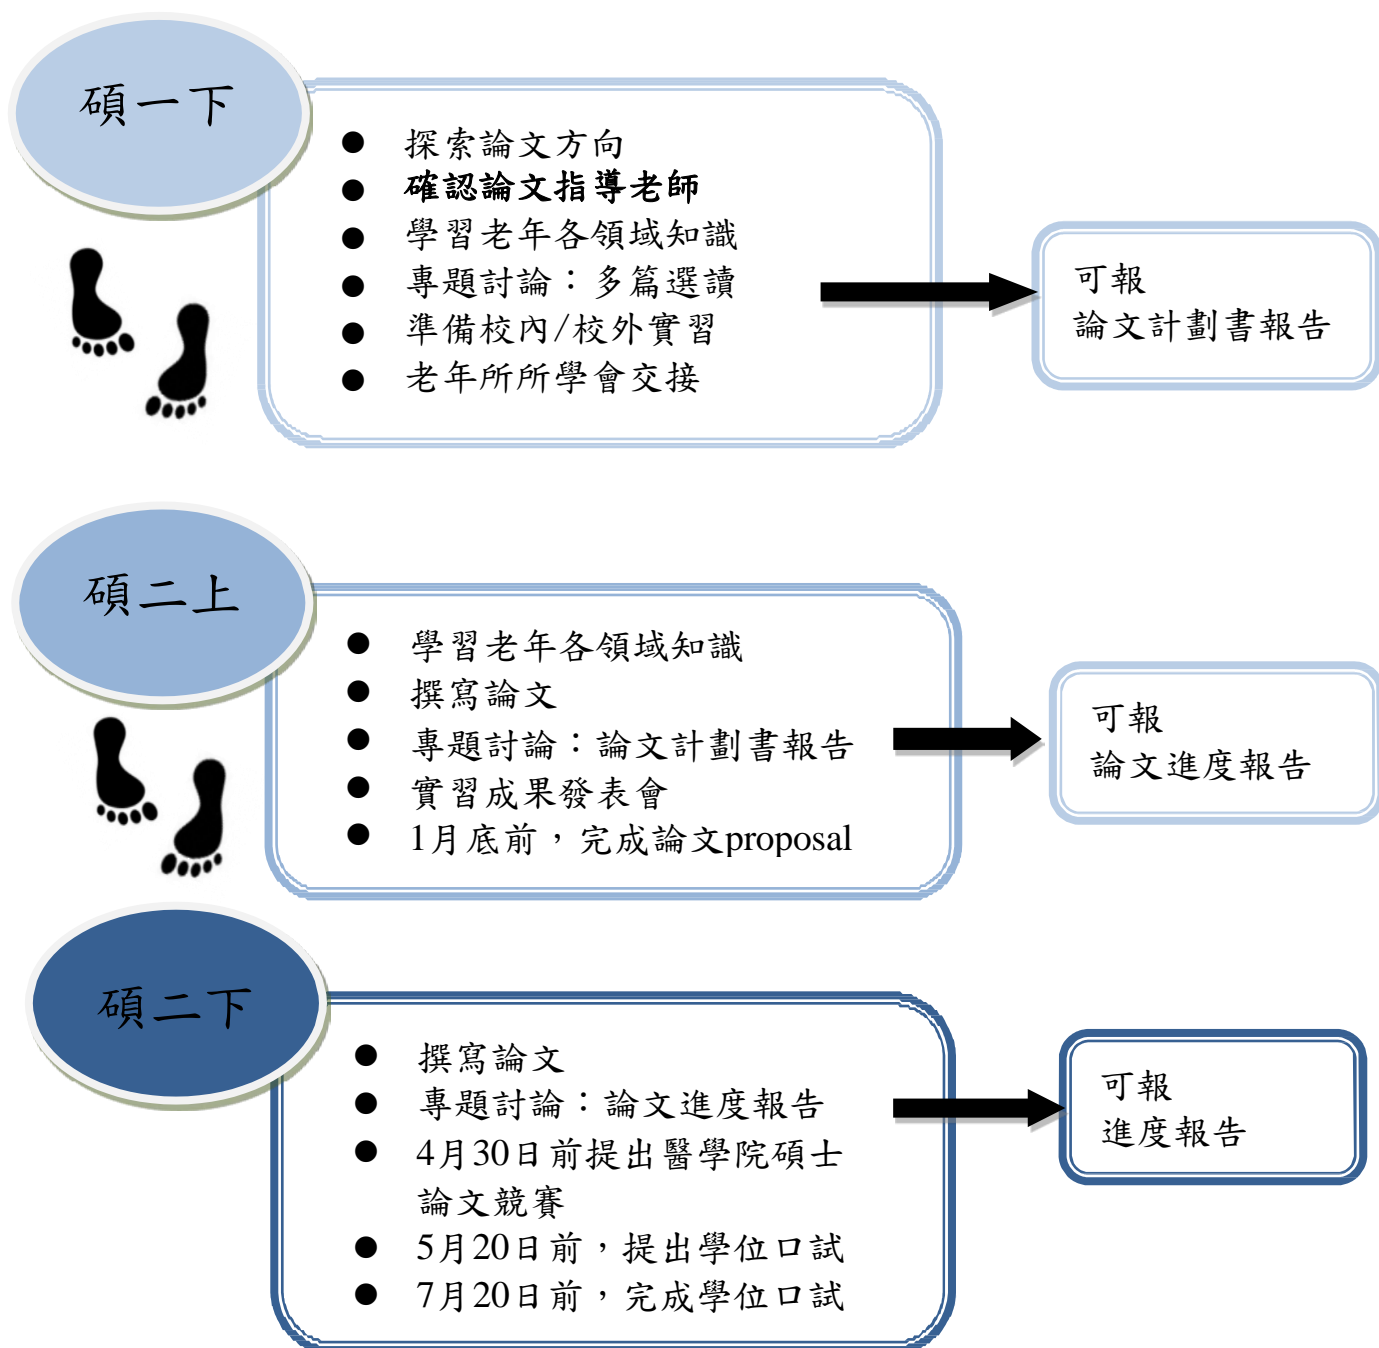 碩一下
● 探索論文方向
● 確認論文指導老師
● 學習老年各領域知識
● 專題討論：多篇選讀
● 準備校內/校外實習
● 老年所所學會交接
可報
論文計劃書報告
碩二上
● 學習老年各領域知識
● 撰寫論文
● 專題討論：論文計劃書報告
● 實習成果發表會
● 1月底前，完成論文proposal
可報
論文進度報告
碩二下
● 撰寫論文
● 專題討論：論文進度報告
● 4月30日前提出醫學院碩士
論文競賽
● 5月20日前，提出學位口試
● 7月20日前，完成學位口試
可報
進度報告